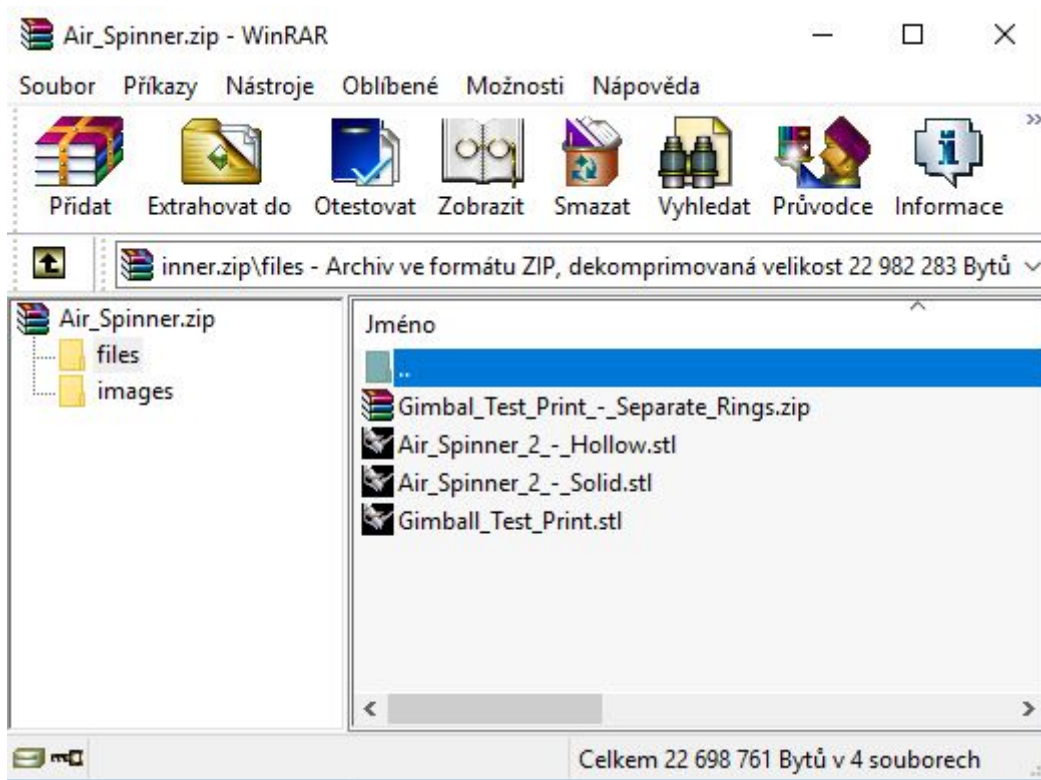 Air_Spinner.zip - WinRAR
Soubor Příkazy Nástroje Oblíbené Možnosti Nápověda
Přidat Extrahovat do Otestovat Zobrazit Smazat Vyhledat Průvodce Informace
inner.zip\files - Archiv ve formátu ZIP, dekomprimovaná velikost 22 982 283 Bytů
Air_Spinner.zip
files
images
Jméno
..
Gimbal_Test_Print_-_Separate_Rings.zip
Air_Spinner_2_-_Hollow.stl
Air_Spinner_2_-_Solid.stl
Gimball_Test_Print.stl
Celkem 22 698 761 Bytů v 4 souborech